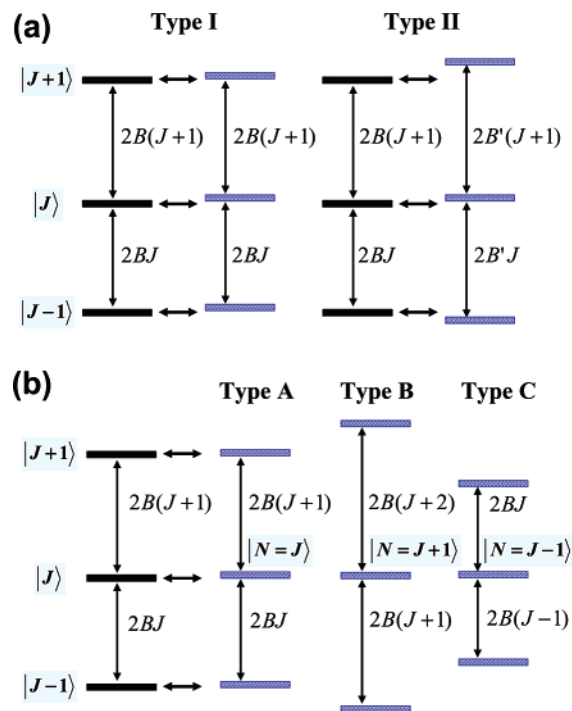 (a)
Type I Type II
|J+1⟩
2B(J+1) 2B(J+1) 2B(J+1) 2B'(J+1)
|J⟩
2BJ 2BJ 2BJ 2B'J
|J−1⟩
(b)
Type A Type B Type C
|J+1⟩
2B(J+1) 2B(J+1) 2B(J+2) 2BJ
|N=J⟩ |N=J+1⟩ |N=J−1⟩
|J⟩
2BJ 2BJ 2B(J+1) 2B(J−1)
|J−1⟩